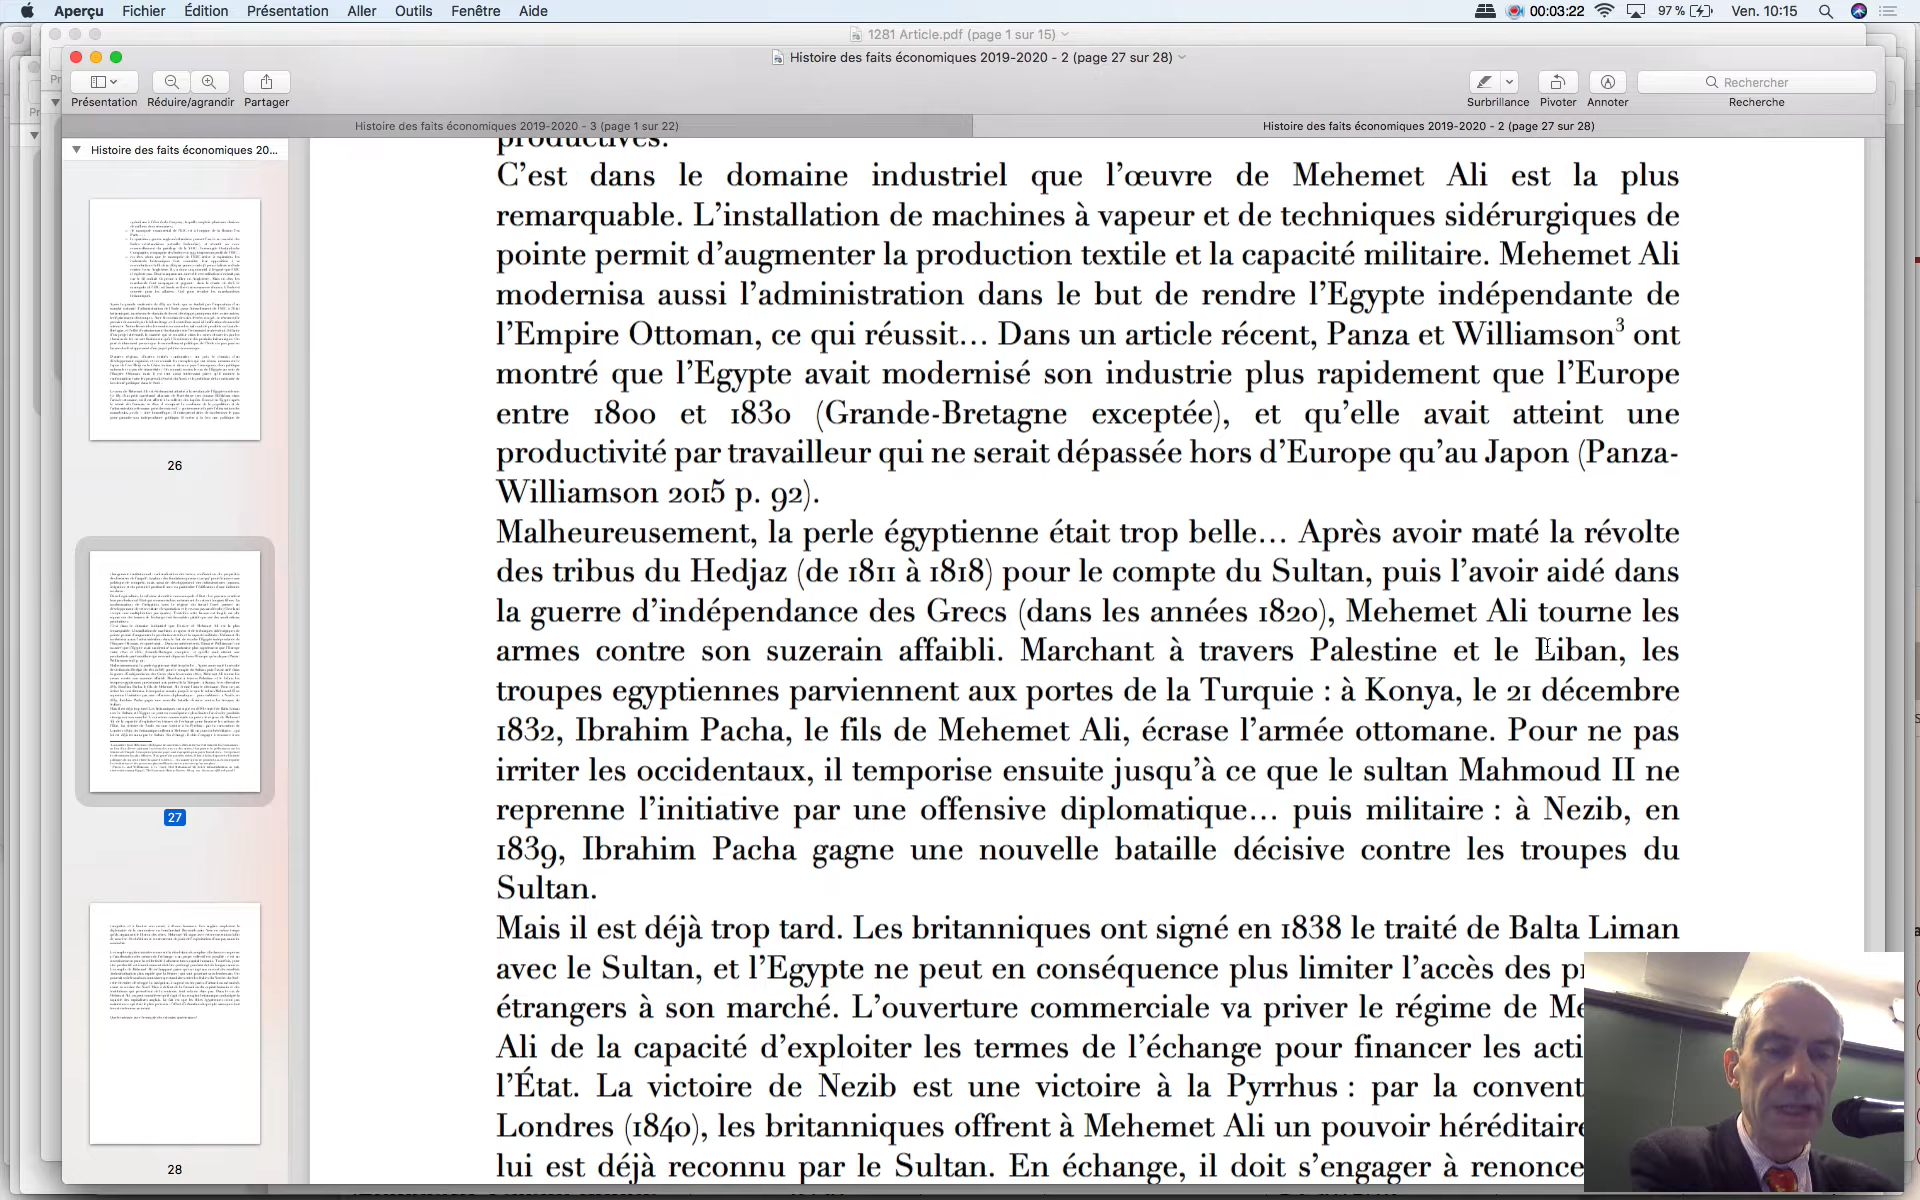 Aperçu Fichier Édition Présentation Aller Outils Fenêtre Aide 00:03:22 97 % Ven. 10:15
1281 Article.pdf (page 1 sur 15)
Histoire des faits économiques 2019-2020 - 2 (page 27 sur 28)
Rechercher
Présentation Réduire/agrandir Partager Surbrillance Pivoter Annoter Recherche
Histoire des faits économiques 2019-2020 - 3 (page 1 sur 22) Histoire des faits économiques 2019-2020 - 2 (page 27 sur 28)
Histoire des faits économiques 20...
26
27
28
productives.
C’est dans le domaine industriel que l’œuvre de Mehemet Ali est la plus
remarquable. L’installation de machines à vapeur et de techniques sidérurgiques de
pointe permit d’augmenter la production textile et la capacité militaire. Mehemet Ali
modernisa aussi l’administration dans le but de rendre l’Egypte indépendante de
l’Empire Ottoman, ce qui réussit… Dans un article récent, Panza et Williamson3 ont
montré que l’Egypte avait modernisé son industrie plus rapidement que l’Europe
entre 1800 et 1830 (Grande-Bretagne exceptée), et qu’elle avait atteint une
productivité par travailleur qui ne serait dépassée hors d’Europe qu’au Japon (Panza-
Williamson 2015 p. 92).
Malheureusement, la perle égyptienne était trop belle… Après avoir maté la révolte
des tribus du Hedjaz (de 1811 à 1818) pour le compte du Sultan, puis l’avoir aidé dans
la guerre d’indépendance des Grecs (dans les années 1820), Mehemet Ali tourne les
armes contre son suzerain affaibli. Marchant à travers Palestine et le Liban, les
troupes egyptiennes parviennent aux portes de la Turquie : à Konya, le 21 décembre
1832, Ibrahim Pacha, le fils de Mehemet Ali, écrase l’armée ottomane. Pour ne pas
irriter les occidentaux, il temporise ensuite jusqu’à ce que le sultan Mahmoud II ne
reprenne l’initiative par une offensive diplomatique… puis militaire : à Nezib, en
1839, Ibrahim Pacha gagne une nouvelle bataille décisive contre les troupes du
Sultan.
Mais il est déjà trop tard. Les britanniques ont signé en 1838 le traité de Balta Liman
avec le Sultan, et l’Egypte ne peut en conséquence plus limiter l’accès des
étrangers à son marché. L’ouverture commerciale va priver le régime de
Ali de la capacité d’exploiter les termes de l’échange pour financer les
l’État. La victoire de Nezib est une victoire à la Pyrrhus : par la
Londres (1840), les britanniques offrent à Mehemet Ali un pouvoir héréditaire
lui est déjà reconnu par le Sultan. En échange, il doit s’engager à